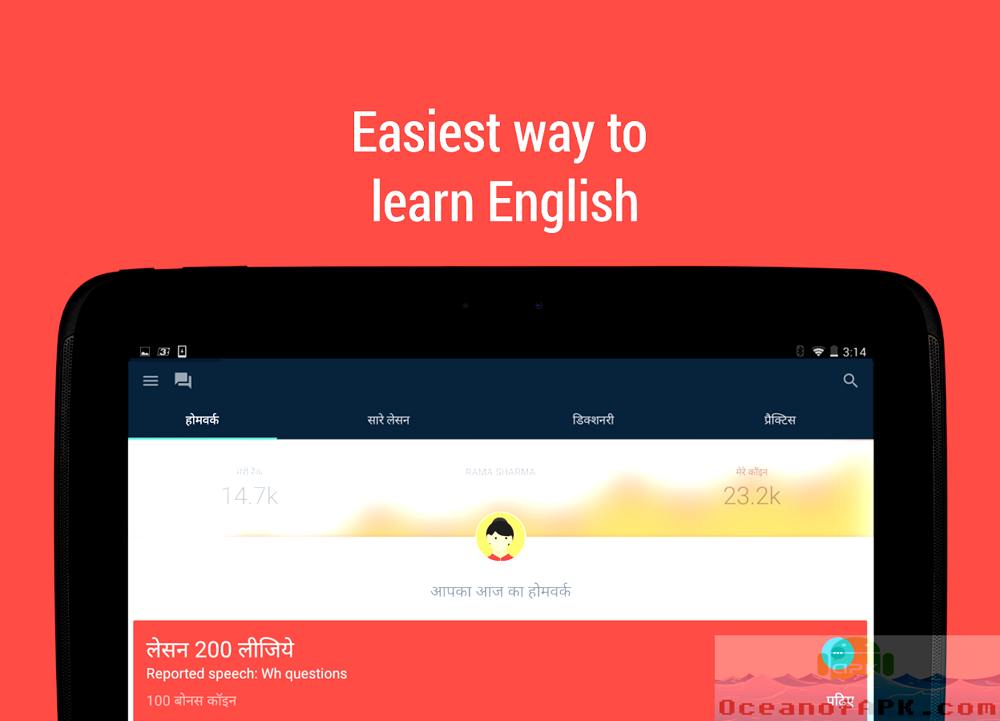 Easiest way to
learn English
3:14
होमवर्क
सारे लेसन
डिक्शनरी
प्रैक्टिस
मेरी रैंक
RAMA SHARMA
मेरे कॉइन
14.7k
23.2k
आपका आज का होमवर्क
लेसन 200 लीजिये
Reported speech: Wh questions
100 बोनस कॉइन
पढ़िए
OceanofAPK.com